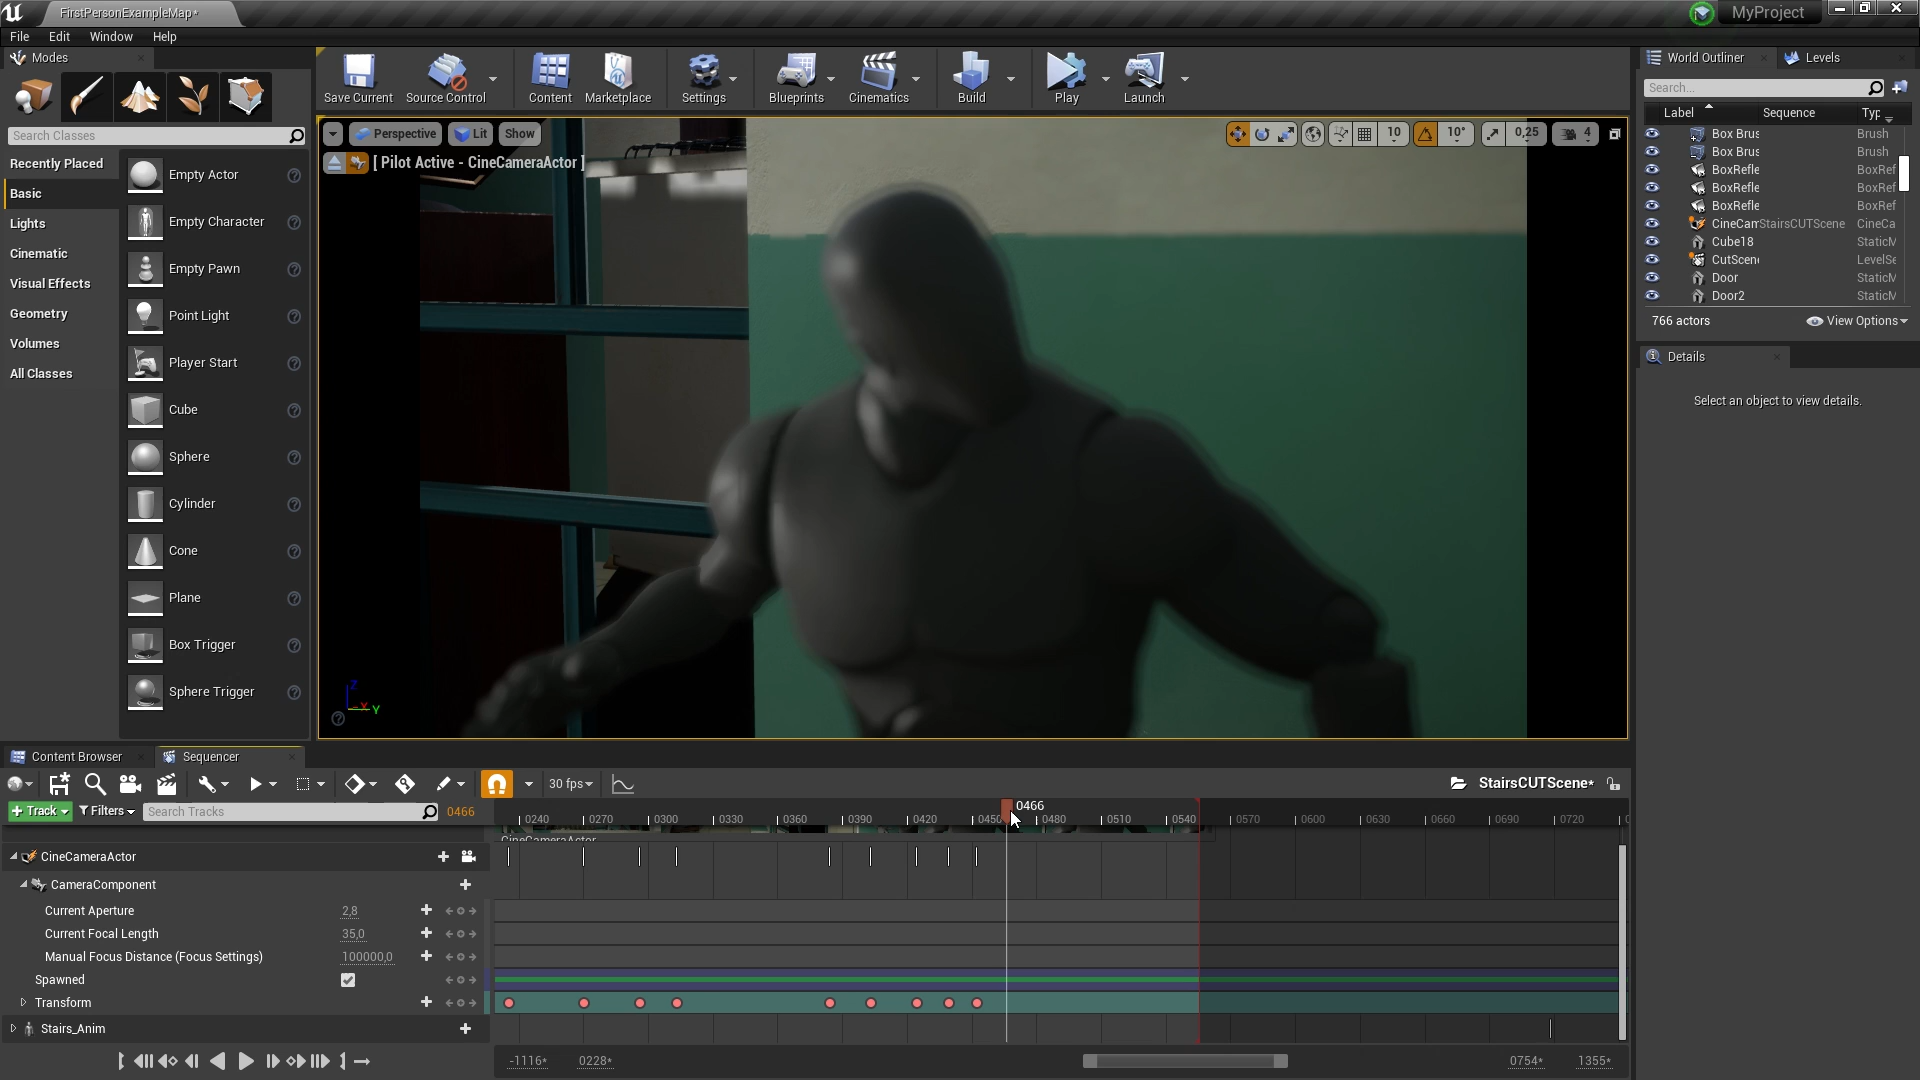 FirstPersonExampleMap*
MyProject
File Edit Window Help
Modes
Search Classes
Recently Placed
Basic
Lights
Cinematic
Visual Effects
Geometry
Volumes
All Classes
Empty Actor
Empty Character
Empty Pawn
Point Light
Player Start
Cube
Sphere
Cylinder
Cone
Plane
Box Trigger
Sphere Trigger
Save Current Source Control Content Marketplace Settings Blueprints Cinematics Build Play Launch
Perspective Lit Show
10 10° 0,25 4
[ Pilot Active - CineCameraActor ]
Z
X Y
World Outliner Levels
Search...
Label Sequence Typ
Box Brus Brush
Box Brus Brush
BoxRefle BoxRef
BoxRefle BoxRef
BoxRefle BoxRef
CineCam StairsCUTScene CineCa
Cube18 StaticM
CutScen LevelSe
Door StaticM
Door2 StaticM
766 actors View Options
Details
Select an object to view details.
Content Browser Sequencer
30 fps StairsCUTScene*
+ Track Filters Search Tracks 0466
0466
0240 0270 0300 0330 0360 0390 0420 0450 0480 0510 0540 0570 0600 0630 0660 0690 0720
CineCameraActor
CineCameraActor
CameraComponent
Current Aperture 2,8
Current Focal Length 35,0
Manual Focus Distance (Focus Settings) 100000,0
Spawned
Transform
Stairs_Anim
-1116* 0228* 0754* 1355*